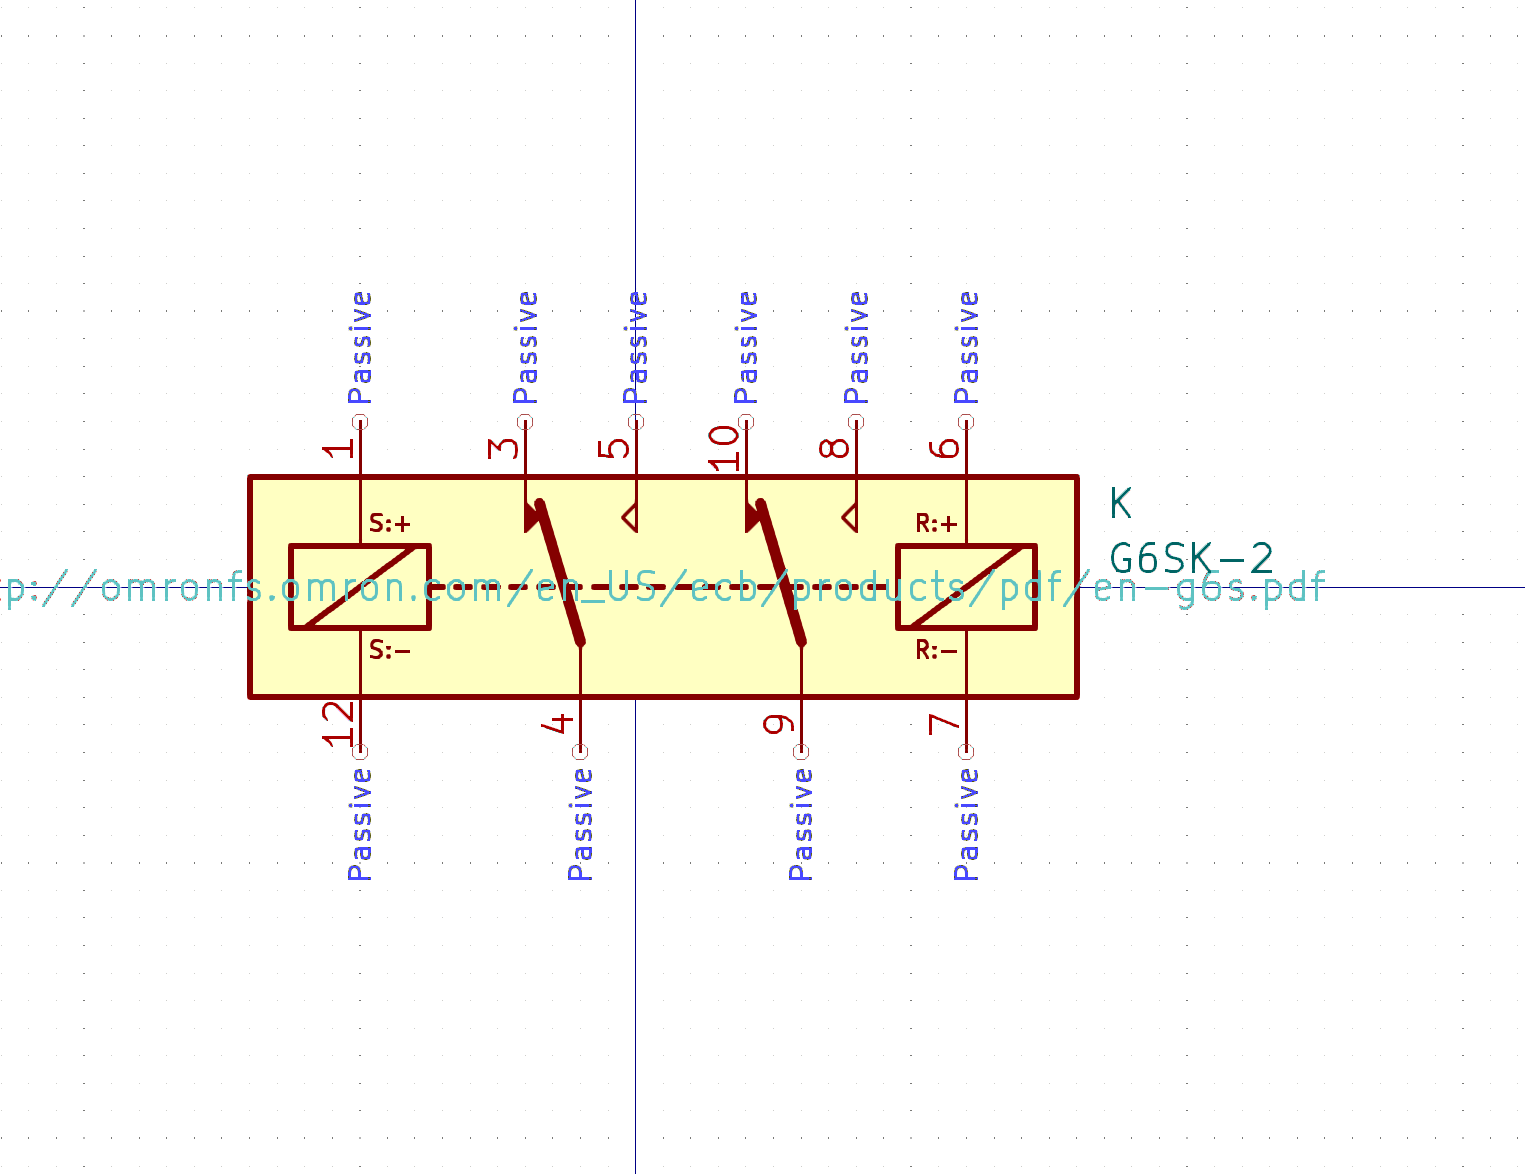 Passive Passive Passive Passive Passive Passive
1 3 5 10 8 6
K
S:+ R:+
G6SK-2
tp://omronfs.omron.com/en_US/ecb/products/pdf/en-g6s.pdf
S:- R:-
12 4 9 7
Passive Passive Passive Passive